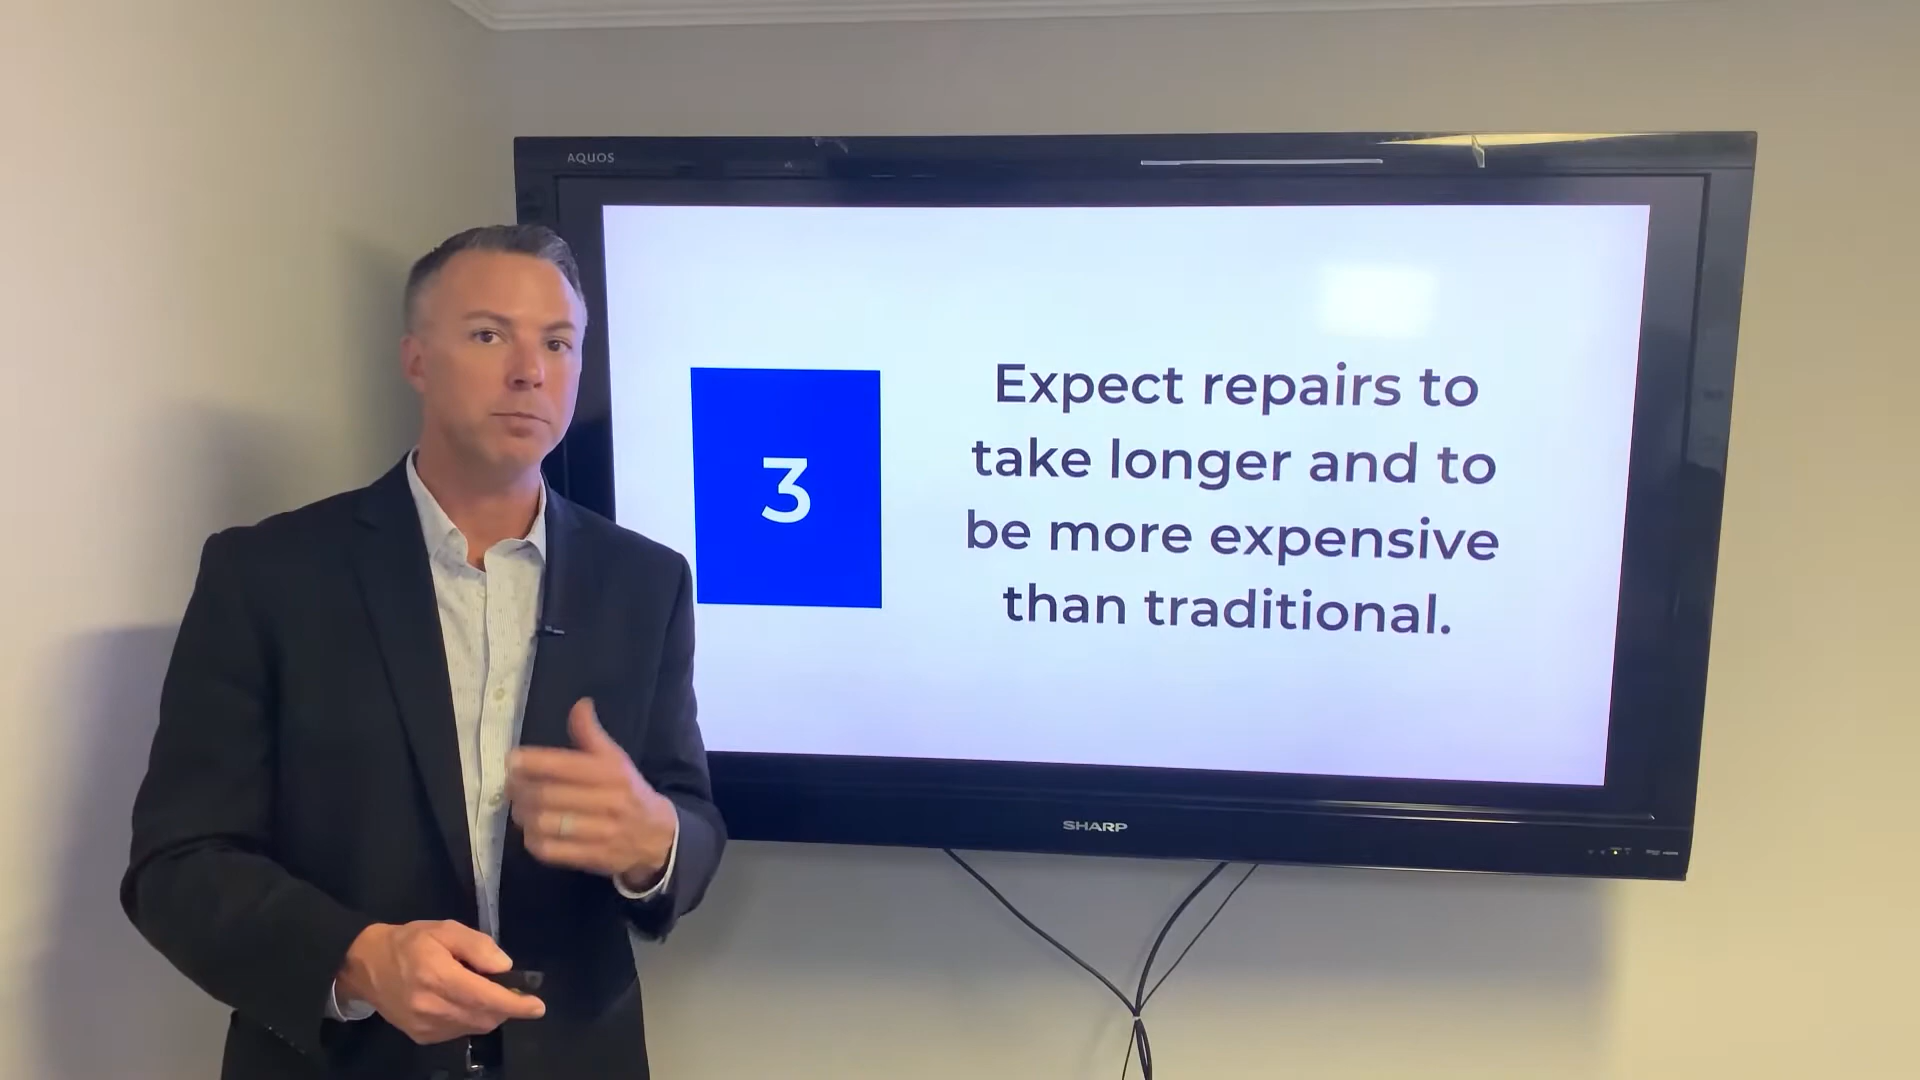 AQUOS
3
Expect repairs to
take longer and to
be more expensive
than traditional.
SHARP